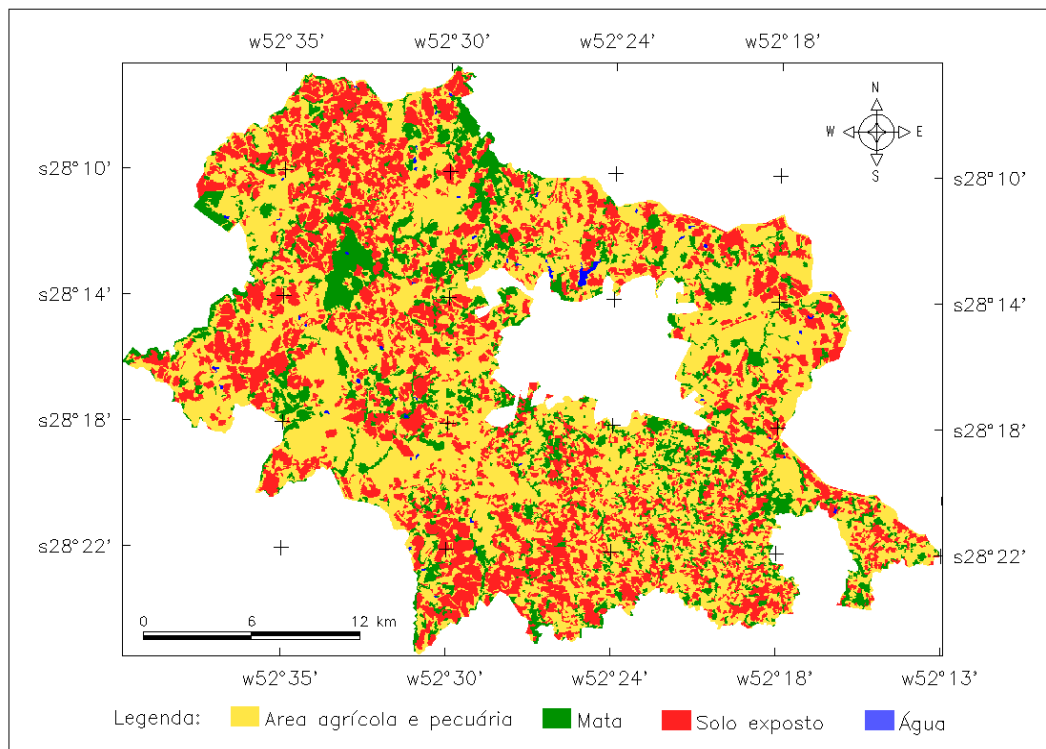 w52°35' w52°30' w52°24' w52°18'
N
W E
S
s28°10' s28°10'
s28°14' s28°14'
s28°18' s28°18'
s28°22' s28°22'
0 6 12 km
w52°35' w52°30' w52°24' w52°18' w52°13'
Legenda: Area agrícola e pecuária Mata Solo exposto Água